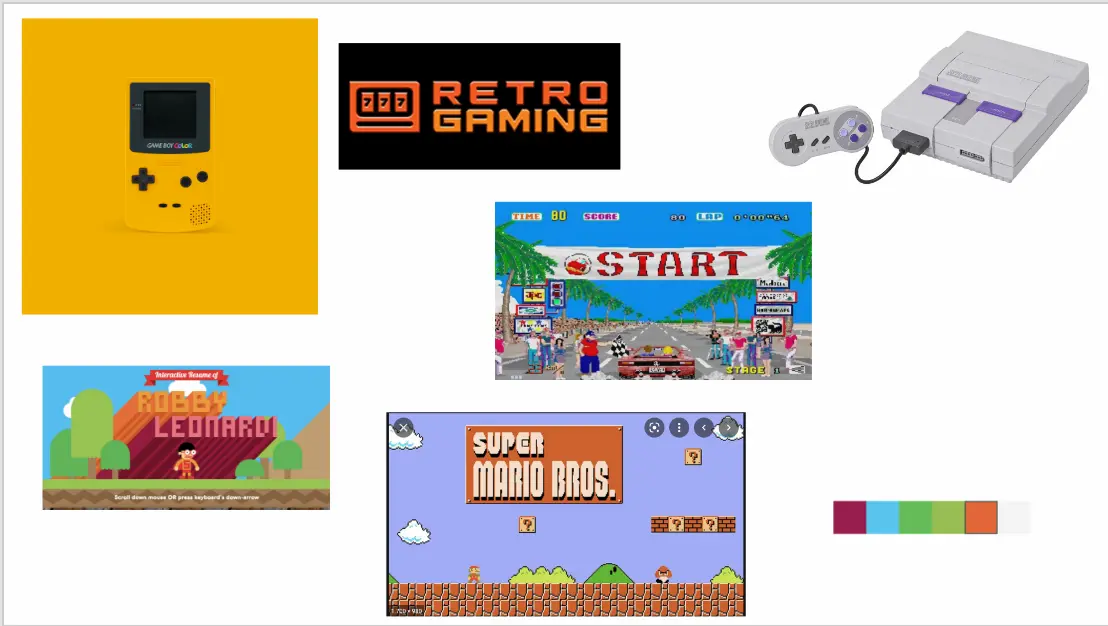 GAME BOY COLOR
777
RETRO
GAMING
TIME 80 SCORE 80 LAP 0'00"64
START
STAGE 1
Interactive Resume of
ROBBY
LEONARDI
Scroll down mouse OR press keyboard's down-arrow
SUPER
MARIO BROS.
?
?
? ?
1,700 × 980